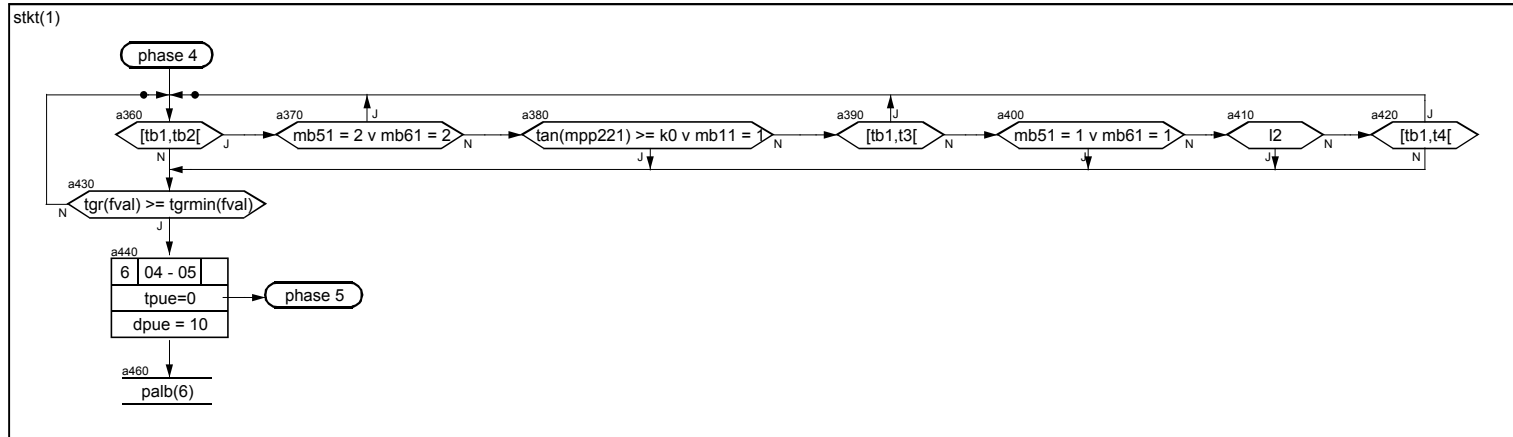 stkt(1)
phase 4
a360
[tb1,tb2[
J
N
a370
mb51 = 2 v mb61 = 2
J
N
a380
tan(mpp221) >= k0 v mb11 = 1
N
J
a390
[tb1,t3[
J
N
a400
mb51 = 1 v mb61 = 1
N
J
a410
l2
N
J
a420
[tb1,t4[
J
N
a430
tgr(fval) >= tgrmin(fval)
N
J
a440
6 04 - 05
tpue=0
dpue = 10
phase 5
a460
palb(6)